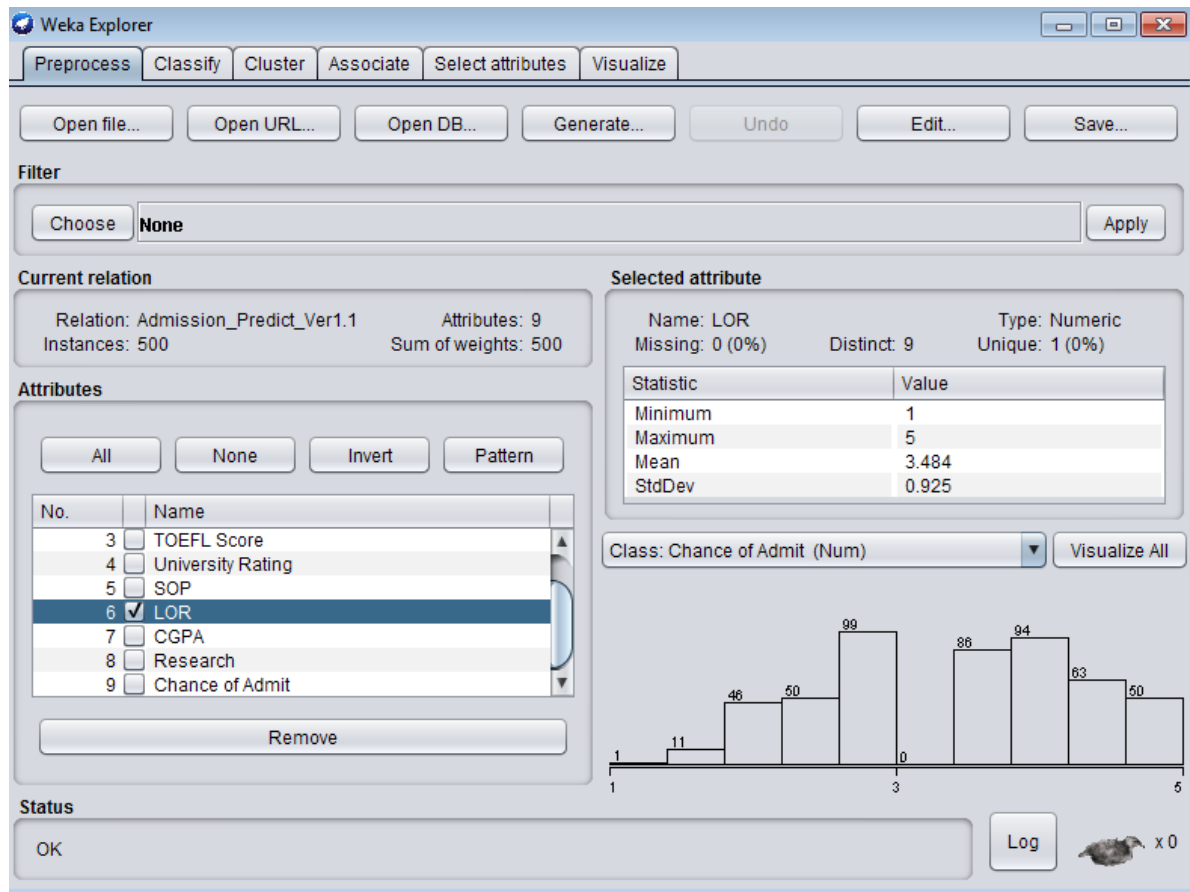 Weka Explorer
Preprocess Classify Cluster Associate Select attributes Visualize
Open file... Open URL... Open DB... Generate... Undo Edit... Save...
Filter
Choose None Apply
Current relation
Relation: Admission_Predict_Ver1.1 Attributes: 9
Instances: 500 Sum of weights: 500
Attributes
All None Invert Pattern
No. Name
3 TOEFL Score
4 University Rating
5 SOP
6 LOR
7 CGPA
8 Research
9 Chance of Admit
Remove
Selected attribute
Name: LOR Type: Numeric
Missing: 0 (0%) Distinct: 9 Unique: 1 (0%)
Statistic Value
Minimum 1
Maximum 5
Mean 3.484
StdDev 0.925
Class: Chance of Admit (Num) Visualize All
1 11 46 50 99 0 86 94 63 50
1 3 5
Status
OK Log x 0